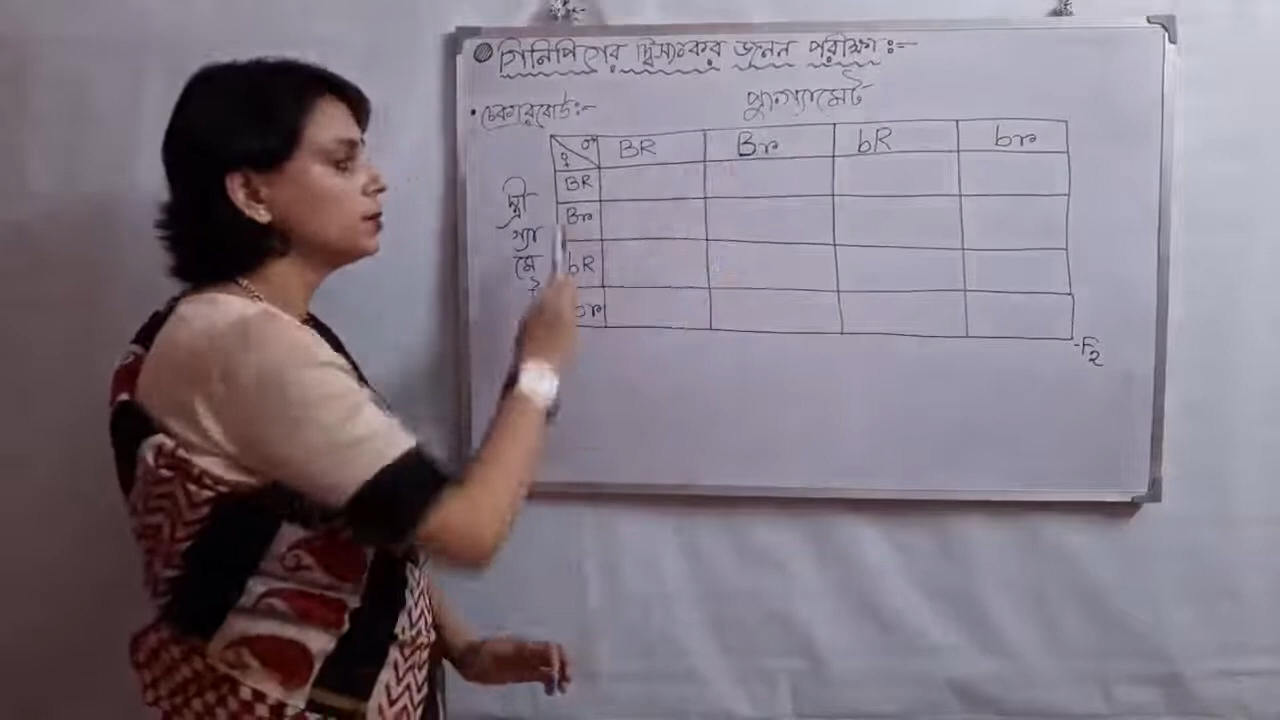 গিনিপিগের দ্বিসংকর জনন পরীক্ষা:-
• চেকারবোর্ড:-
পুংগ্যামেট
♀ ♂ BR Br bR br
BR
Br
bR
br
স্ত্রী
গ্যা
মে
F₂